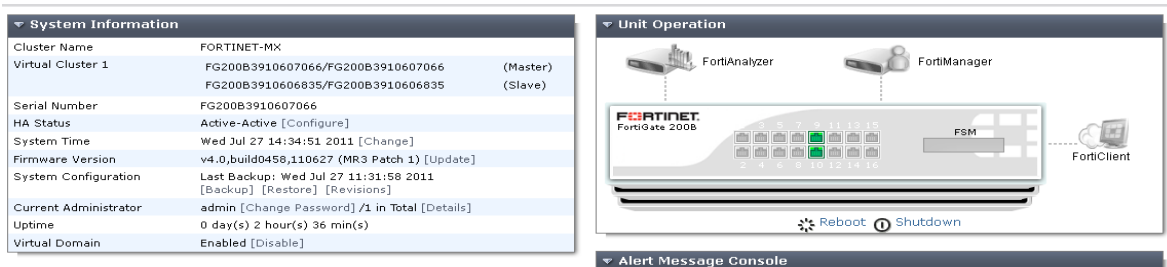 System Information
Cluster Name FORTINET-MX
Virtual Cluster 1 FG200B3910607066/FG200B3910607066 (Master)
FG200B3910606835/FG200B3910606835 (Slave)
Serial Number FG200B3910607066
HA Status Active-Active [Configure]
System Time Wed Jul 27 14:34:51 2011 [Change]
Firmware Version v4.0,build0458,110627 (MR3 Patch 1) [Update]
System Configuration Last Backup: Wed Jul 27 11:31:58 2011
[Backup] [Restore] [Revisions]
Current Administrator admin [Change Password] /1 in Total [Details]
Uptime 0 day(s) 2 hour(s) 36 min(s)
Virtual Domain Enabled [Disable]
Unit Operation
FortiAnalyzer FortiManager
FORTINET
FortiGate 200B
3 5 7 9 11 13 15
FSM
2 4 6 8 10 12 14 16
FortiClient
Reboot Shutdown
Alert Message Console